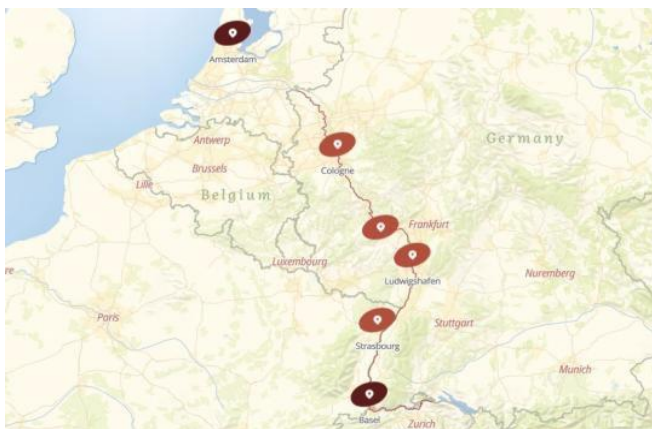 Amsterdam
Antwerp
Brussels
Lille
Belgium
Cologne
Germany
Frankfurt
Luxembourg
Ludwigshafen
Nuremberg
Paris
Stuttgart
Strasbourg
Munich
Basel
Zurich